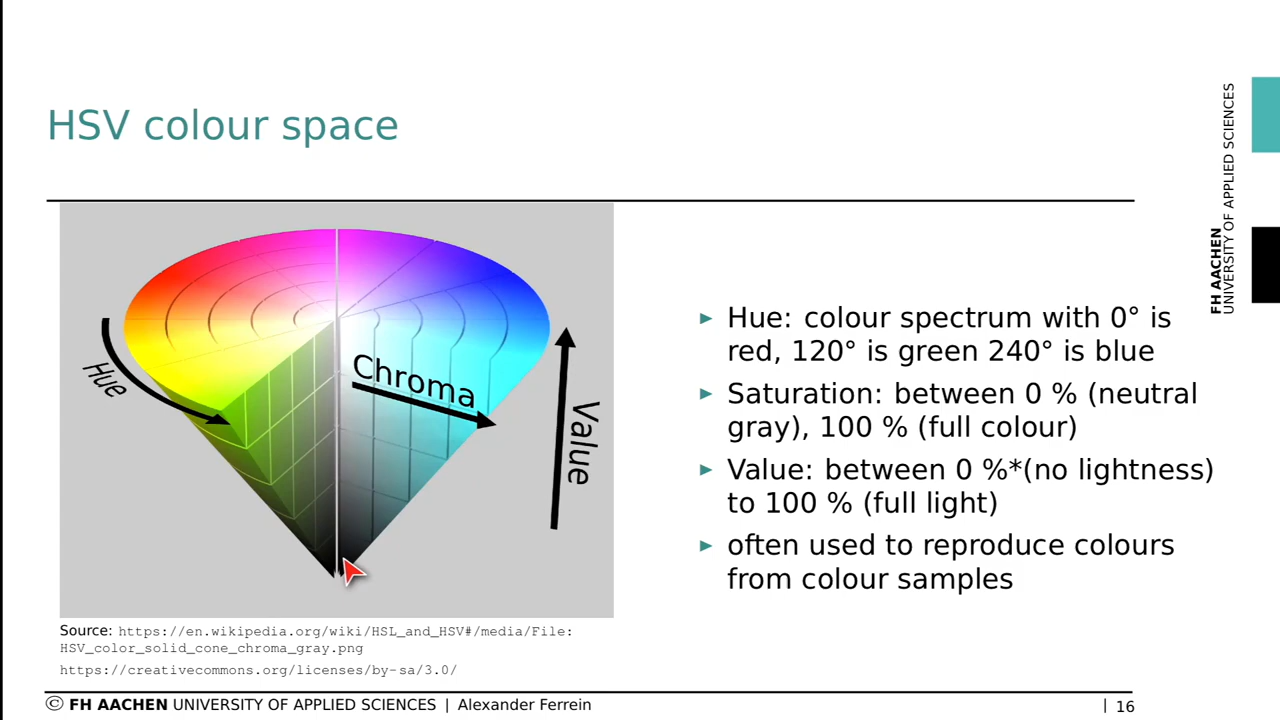 HSV colour space
FH AACHEN
UNIVERSITY OF APPLIED SCIENCES
Hue
Chroma
Value
► Hue: colour spectrum with 0° is
red, 120° is green 240° is blue
► Saturation: between 0 % (neutral
gray), 100 % (full colour)
► Value: between 0 %*(no lightness)
to 100 % (full light)
► often used to reproduce colours
from colour samples
Source: https://en.wikipedia.org/wiki/HSL_and_HSV#/media/File:
HSV_color_solid_cone_chroma_gray.png
https://creativecommons.org/licenses/by-sa/3.0/
© FH AACHEN UNIVERSITY OF APPLIED SCIENCES | Alexander Ferrein | 16